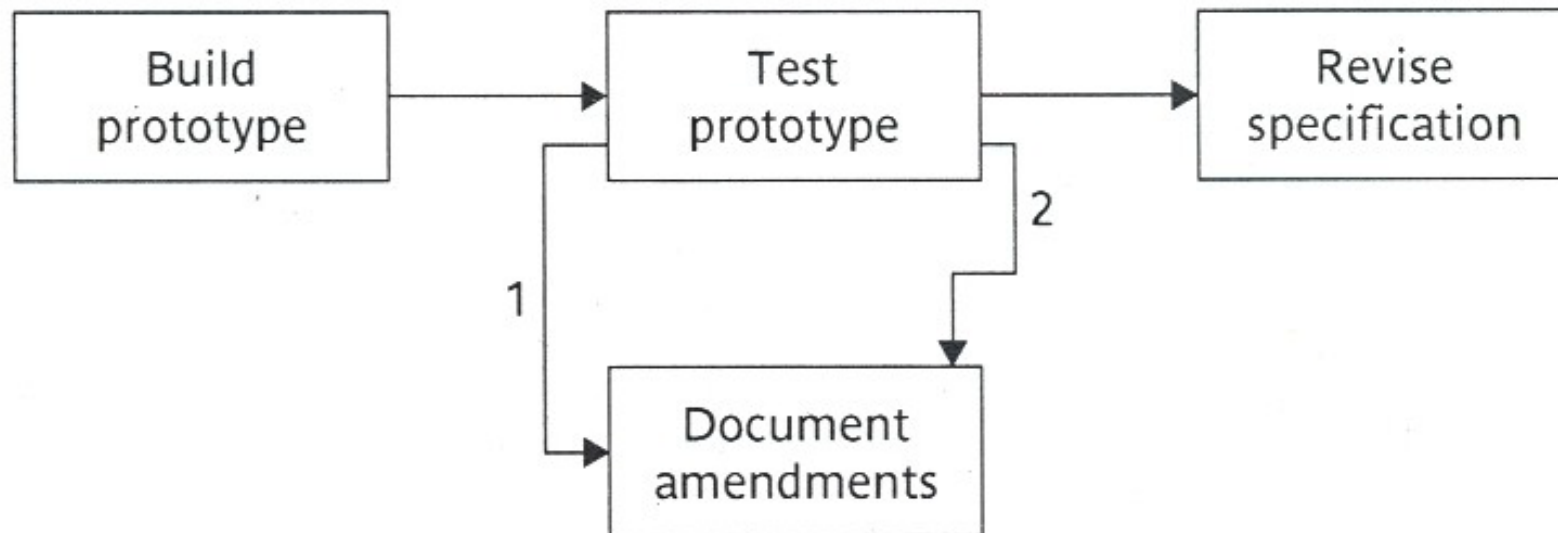 Build
prototype
Test
prototype
Revise
specification
1
2
Document
amendments